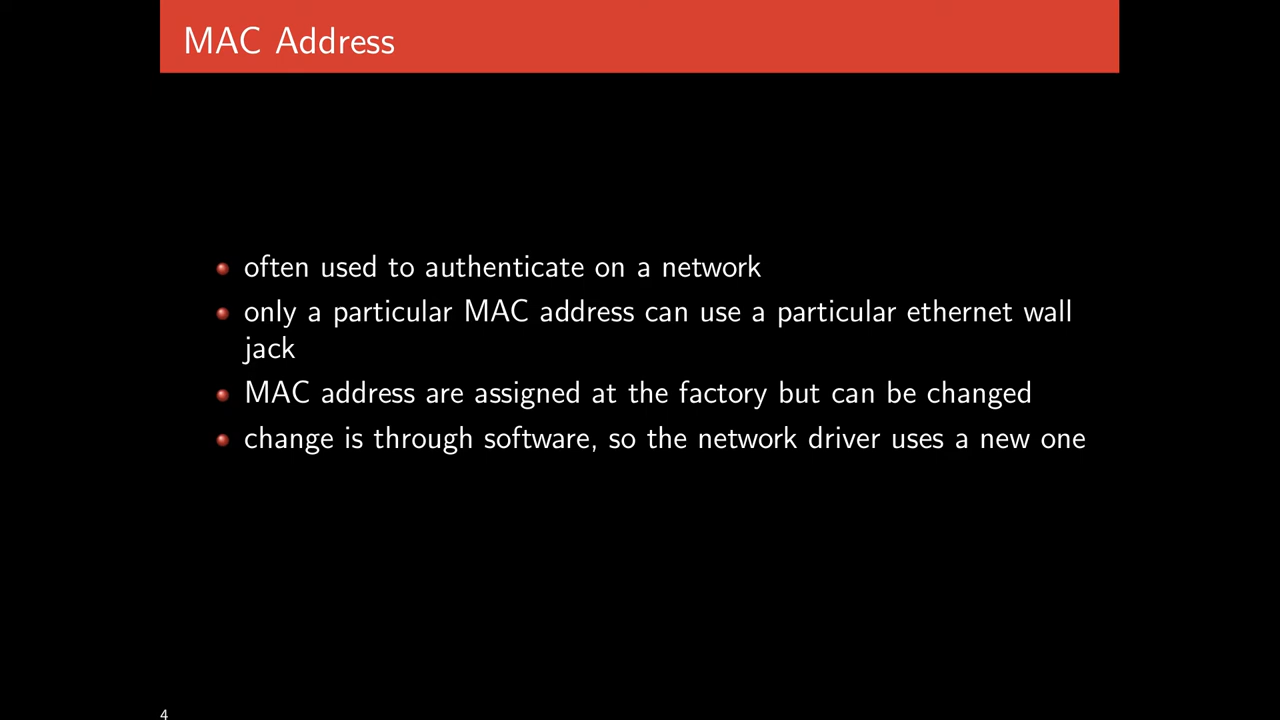 MAC Address
often used to authenticate on a network
only a particular MAC address can use a particular ethernet wall
jack
MAC address are assigned at the factory but can be changed
change is through software, so the network driver uses a new one
4